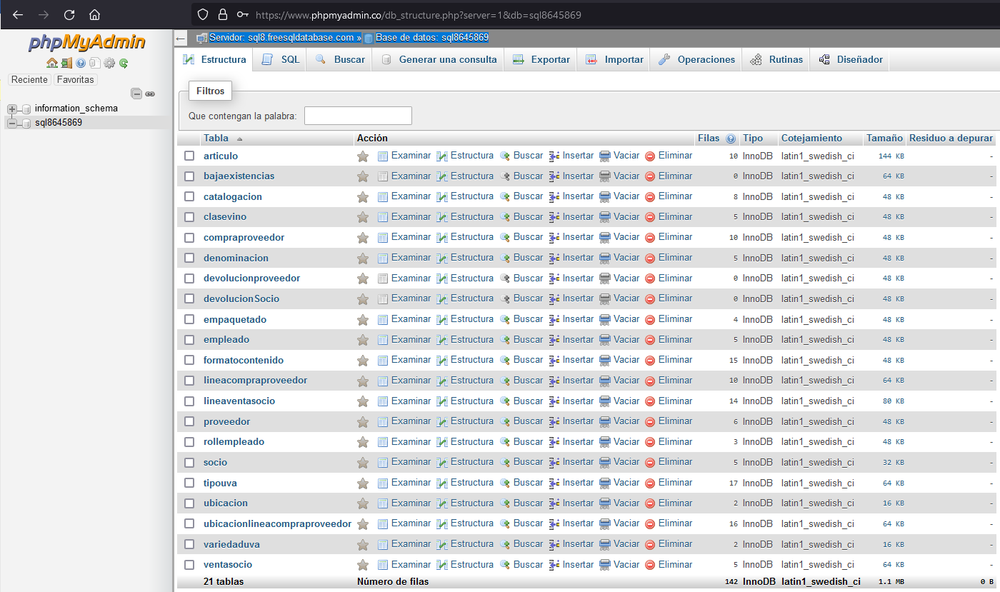 https://www.phpmyadmin.co/db_structure.php?server=1&db=sql8645869
phpMyAdmin
Reciente Favoritas
information_schema
sql8645869
Servidor: sql8.freesqldatabase.com » Base de datos: sql8645869
Estructura SQL Buscar Generar una consulta Exportar Importar Operaciones Rutinas Diseñador
Filtros
Que contengan la palabra:
Tabla Acción Filas Tipo Cotejamiento Tamaño Residuo a depurar
articulo Examinar Estructura Buscar Insertar Vaciar Eliminar 10 InnoDB latin1_swedish_ci 144 KB -
bajaexistencias Examinar Estructura Buscar Insertar Vaciar Eliminar 0 InnoDB latin1_swedish_ci 64 KB -
catalogacion Examinar Estructura Buscar Insertar Vaciar Eliminar 8 InnoDB latin1_swedish_ci 48 KB -
clasevino Examinar Estructura Buscar Insertar Vaciar Eliminar 5 InnoDB latin1_swedish_ci 48 KB -
compraproveedor Examinar Estructura Buscar Insertar Vaciar Eliminar 10 InnoDB latin1_swedish_ci 48 KB -
denominacion Examinar Estructura Buscar Insertar Vaciar Eliminar 5 InnoDB latin1_swedish_ci 48 KB -
devolucionproveedor Examinar Estructura Buscar Insertar Vaciar Eliminar 0 InnoDB latin1_swedish_ci 48 KB -
devolucionSocio Examinar Estructura Buscar Insertar Vaciar Eliminar 0 InnoDB latin1_swedish_ci 48 KB -
empaquetado Examinar Estructura Buscar Insertar Vaciar Eliminar 4 InnoDB latin1_swedish_ci 48 KB -
empleado Examinar Estructura Buscar Insertar Vaciar Eliminar 5 InnoDB latin1_swedish_ci 48 KB -
formatocontenido Examinar Estructura Buscar Insertar Vaciar Eliminar 15 InnoDB latin1_swedish_ci 48 KB -
lineacompraproveedor Examinar Estructura Buscar Insertar Vaciar Eliminar 10 InnoDB latin1_swedish_ci 64 KB -
lineaventasocio Examinar Estructura Buscar Insertar Vaciar Eliminar 14 InnoDB latin1_swedish_ci 80 KB -
proveedor Examinar Estructura Buscar Insertar Vaciar Eliminar 6 InnoDB latin1_swedish_ci 48 KB -
rollempleado Examinar Estructura Buscar Insertar Vaciar Eliminar 3 InnoDB latin1_swedish_ci 48 KB -
socio Examinar Estructura Buscar Insertar Vaciar Eliminar 5 InnoDB latin1_swedish_ci 32 KB -
tipouva Examinar Estructura Buscar Insertar Vaciar Eliminar 17 InnoDB latin1_swedish_ci 64 KB -
ubicacion Examinar Estructura Buscar Insertar Vaciar Eliminar 2 InnoDB latin1_swedish_ci 16 KB -
ubicacionlineacompraproveedor Examinar Estructura Buscar Insertar Vaciar Eliminar 16 InnoDB latin1_swedish_ci 64 KB -
variedaduva Examinar Estructura Buscar Insertar Vaciar Eliminar 2 InnoDB latin1_swedish_ci 16 KB -
ventasocio Examinar Estructura Buscar Insertar Vaciar Eliminar 5 InnoDB latin1_swedish_ci 64 KB -
21 tablas Número de filas 142 InnoDB latin1_swedish_ci 1.1 MB 0 B